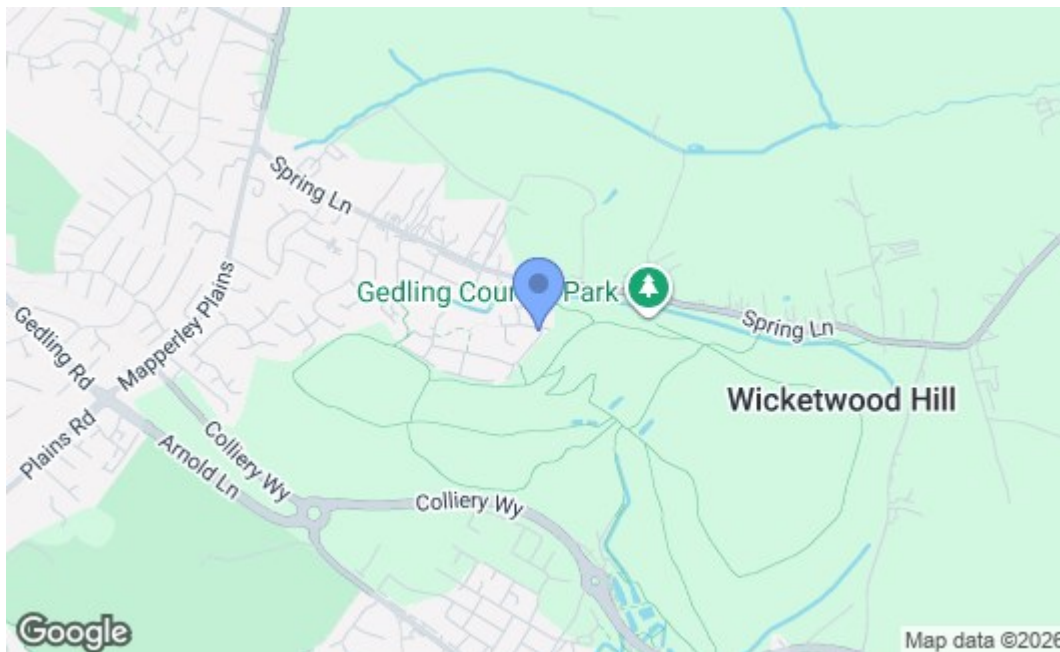 Spring Ln
Mapperley Plains
Gedling Rd
Plains Rd
Arnold Ln
Colliery Wy
Gedling Coun Park
Spring Ln
Wicketwood Hill
Colliery Wy
Google
Map data ©2026